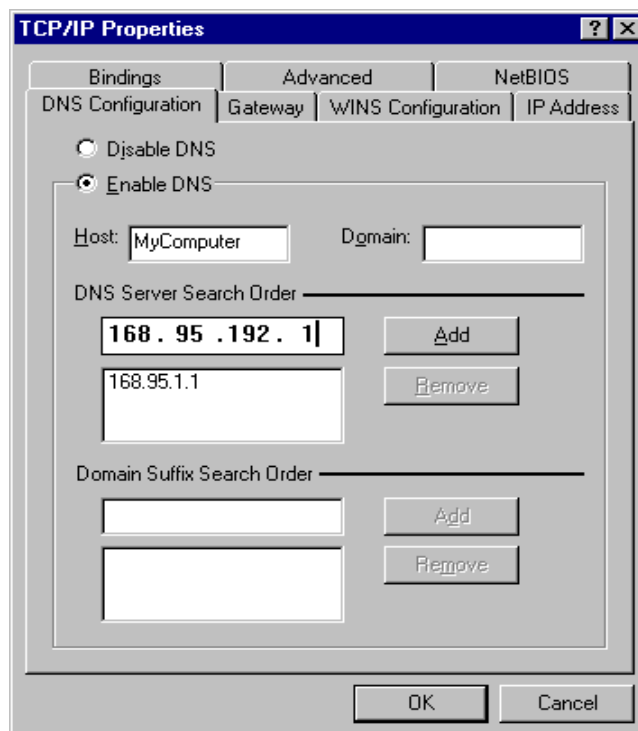 TCP/IP Properties ? X
Bindings Advanced NetBIOS
DNS Configuration Gateway WINS Configuration IP Address
Disable DNS
Enable DNS
Host: MyComputer Domain:
DNS Server Search Order
168. 95 .192. 1 Add
168.95.1.1 Remove
Domain Suffix Search Order
Add
Remove
OK Cancel